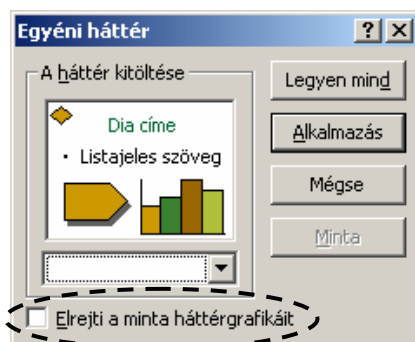 Egyéni háttér
A háttér kitöltése
Dia címe
• Listajeles szöveg
Legyen mind
Alkalmazás
Mégse
Minta
Elrejti a minta háttérgrafikáit